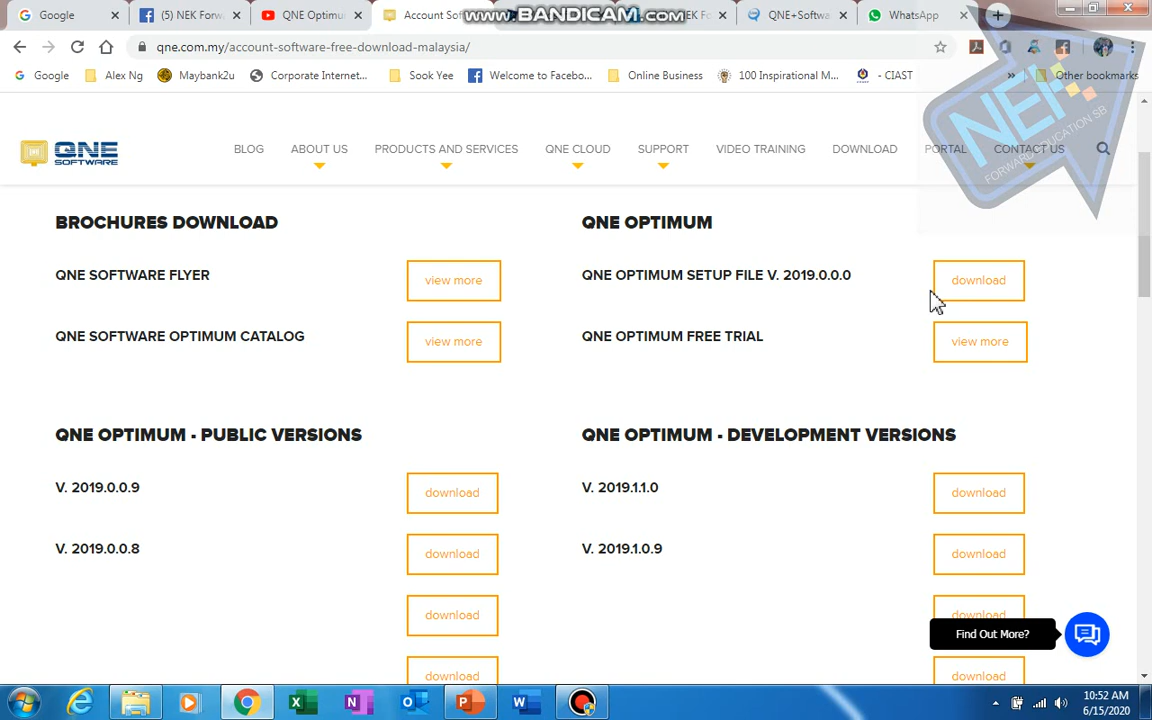 Google
(5) NEK Forw
QNE Optimu
Account Sof
www.BANDICAM.com
QNE+Softwa
WhatsApp
qne.com.my/account-software-free-download-malaysia/
Google
Alex Ng
Maybank2u
Corporate Internet...
Sook Yee
Welcome to Facebo...
Online Business
100 Inspirational M...
- CIAST
»
Other bookmarks
NEK
FORWARD EDUCATION SB
QNE
SOFTWARE
BLOG
ABOUT US
PRODUCTS AND SERVICES
QNE CLOUD
SUPPORT
VIDEO TRAINING
DOWNLOAD
PORTAL
CONTACT US
BROCHURES DOWNLOAD
QNE SOFTWARE FLYER
view more
QNE SOFTWARE OPTIMUM CATALOG
view more
QNE OPTIMUM
QNE OPTIMUM SETUP FILE V. 2019.0.0.0
download
QNE OPTIMUM FREE TRIAL
view more
QNE OPTIMUM - PUBLIC VERSIONS
V. 2019.0.0.9
download
V. 2019.0.0.8
download
download
download
QNE OPTIMUM - DEVELOPMENT VERSIONS
V. 2019.1.1.0
download
V. 2019.1.0.9
download
download
download
Find Out More?
10:52 AM
6/15/2020